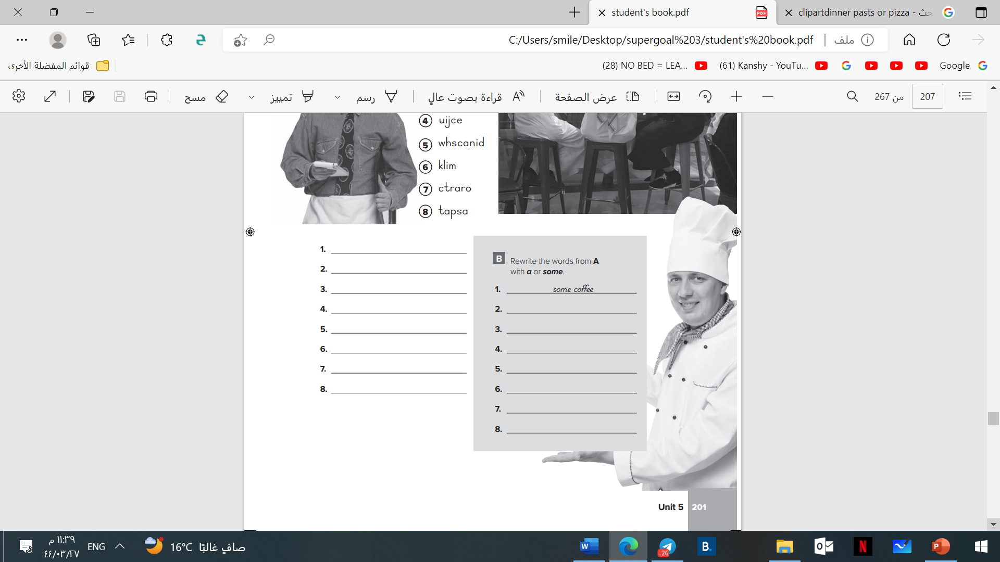 student's book.pdf
clipartdinner pasts or pizza - بحث
C:/Users/smile/Desktop/supergoal%203/student's%20book.pdf
ملف
قوائم المفضلة الأخرى
(28) NO BED = LEA...
(61) Kanshy - YouTu...
Google
مسح
تمييز
رسم
قراءة بصوت عالٍ
عرض الصفحة
من 267
207
4 uijce
5 whscanid
6 klim
7 ctraro
8 tapsa
1.
2.
3.
4.
5.
6.
7.
8.
B Rewrite the words from A
with a or some.
1. some coffee
2.
3.
4.
5.
6.
7.
8.
Unit 5 201
١١:٣٩ م
٤٤/٠٣/٢٧
ENG
16°C صافٍ غالبًا
..26
B.